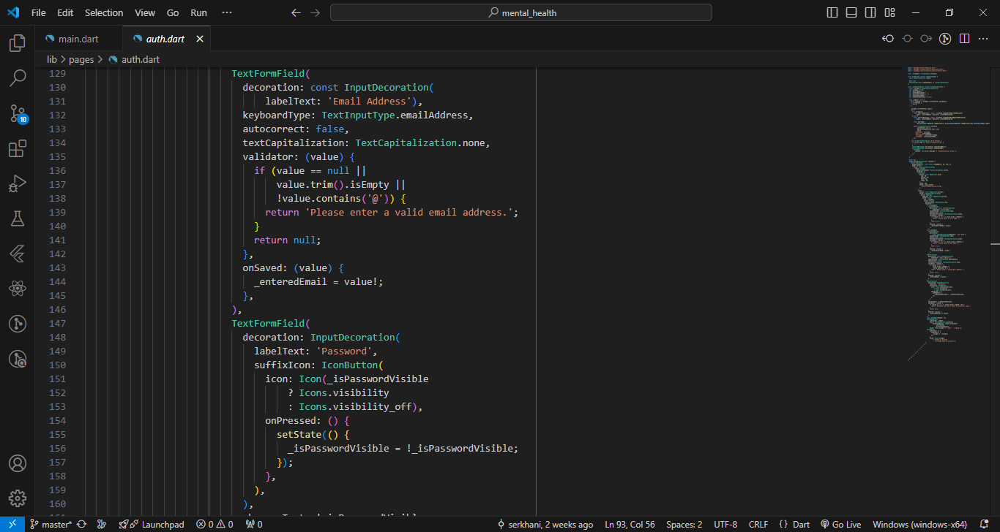 File Edit Selection View Go Run ··· mental_health
main.dart auth.dart
lib > pages > auth.dart
129 TextFormField(
130 decoration: const InputDecoration(
131 labelText: 'Email Address'),
132 keyboardType: TextInputType.emailAddress,
133 autocorrect: false,
134 textCapitalization: TextCapitalization.none,
135 validator: (value) {
136 if (value == null ||
137 value.trim().isEmpty ||
138 !value.contains('@')) {
139 return 'Please enter a valid email address.';
140 }
141 return null;
142 },
143 onSaved: (value) {
144 _enteredEmail = value!;
145 },
146 ),
147 TextFormField(
148 decoration: InputDecoration(
149 labelText: 'Password',
150 suffixIcon: IconButton(
151 icon: Icon(_isPasswordVisible
152 ? Icons.visibility
153 : Icons.visibility_off),
154 onPressed: () {
155 setState(() {
156 _isPasswordVisible = !_isPasswordVisible;
157 });
158 },
159 ),
160 ),
10
master* Launchpad 0 0 0 serkhani, 2 weeks ago Ln 93, Col 56 Spaces: 2 UTF-8 CRLF {} Dart Go Live Windows (windows-x64)